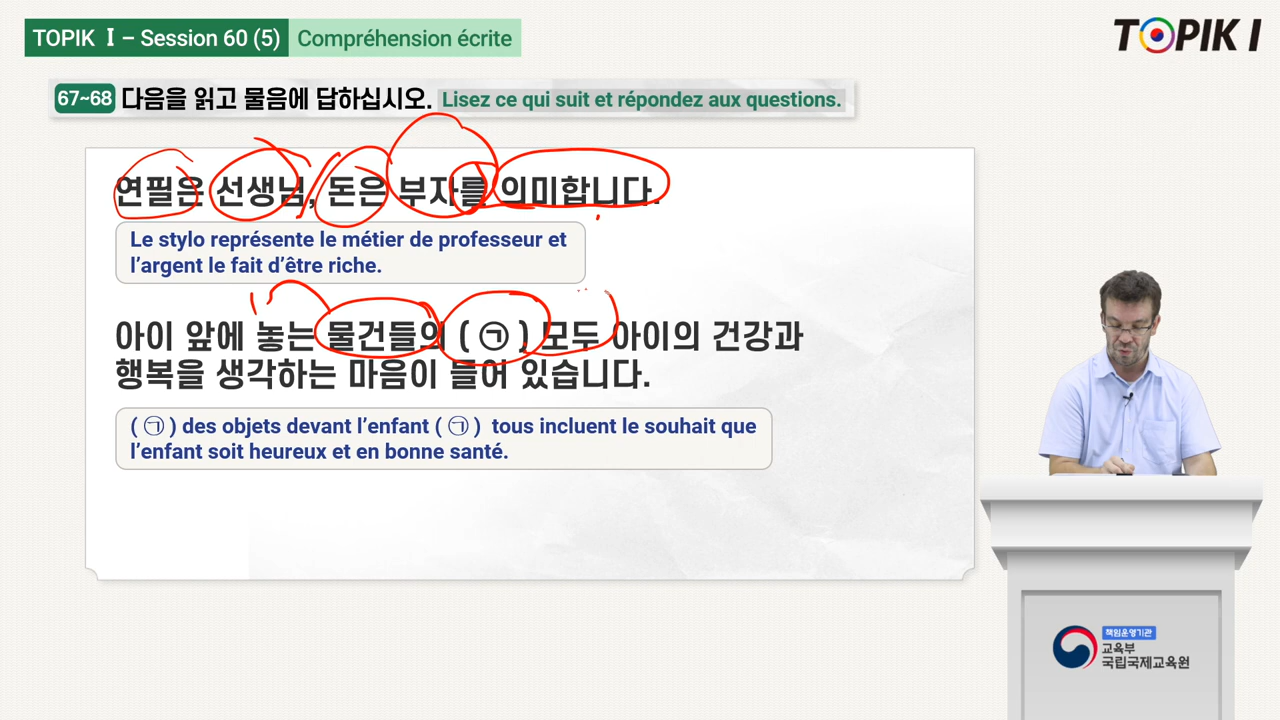 TOPIK I – Session 60 (5) Compréhension écrite
TOPIK I
67~68 다음을 읽고 물음에 답하십시오. Lisez ce qui suit et répondez aux questions.
연필은 선생님, 돈은 부자를 의미합니다.
Le stylo représente le métier de professeur et
l’argent le fait d’être riche.
아이 앞에 놓는 물건들의 ( ㉠ ) 모두 아이의 건강과
행복을 생각하는 마음이 들어 있습니다.
( ㉠ ) des objets devant l’enfant ( ㉠ ) tous incluent le souhait que
l’enfant soit heureux et en bonne santé.
책임운영기관
교육부
국립국제교육원